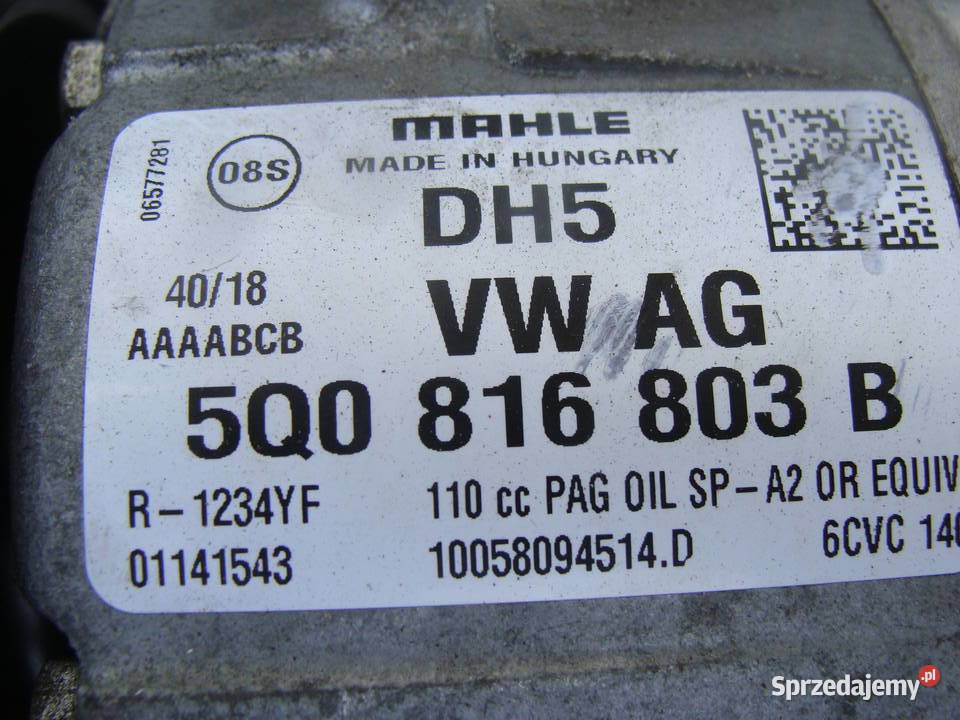 MAHLE
MADE IN HUNGARY
DH5
06577281
08S
40/18
AAAABCB
VW AG
5Q0 816 803 B
R-1234YF
110 cc PAG OIL SP-A2 OR EQUIV
01141543
10058094514.D
6CVC
Sprzedajemy.pl